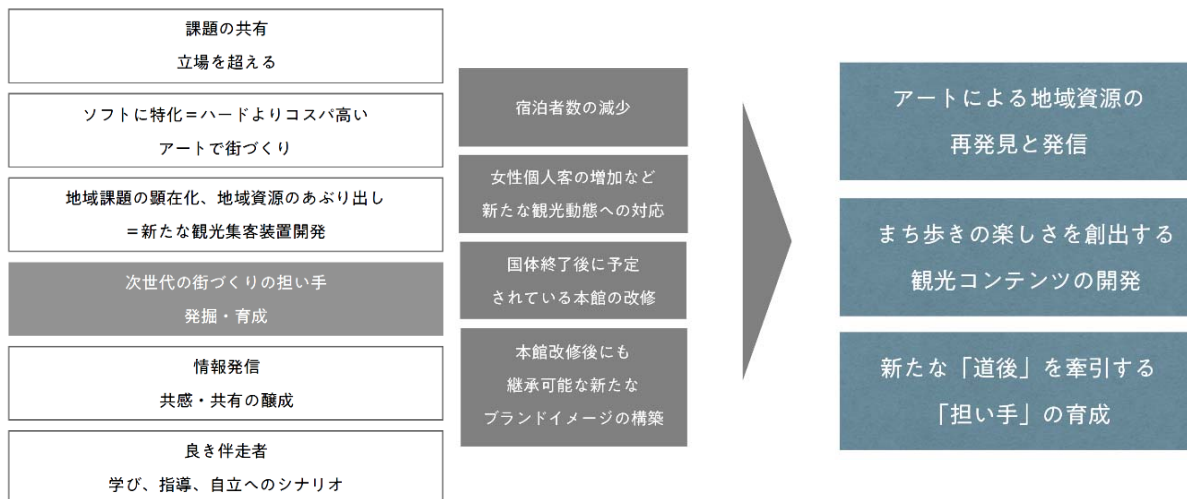 課題の共有
立場を超える
ソフトに特化＝ハードよりコスパ高い
アートで街づくり
地域課題の顕在化、地域資源のあぶり出し
＝新たな観光集客装置開発
次世代の街づくりの担い手
発掘・育成
情報発信
共感・共有の醸成
良き伴走者
学び、指導、自立へのシナリオ
宿泊者数の減少
女性個人客の増加など
新たな観光動態への対応
国体終了後に予定
されている本館の改修
本館改修後にも
継承可能な新たな
ブランドイメージの構築
アートによる地域資源の
再発見と発信
まち歩きの楽しさを創出する
観光コンテンツの開発
新たな「道後」を牽引する
「担い手」の育成